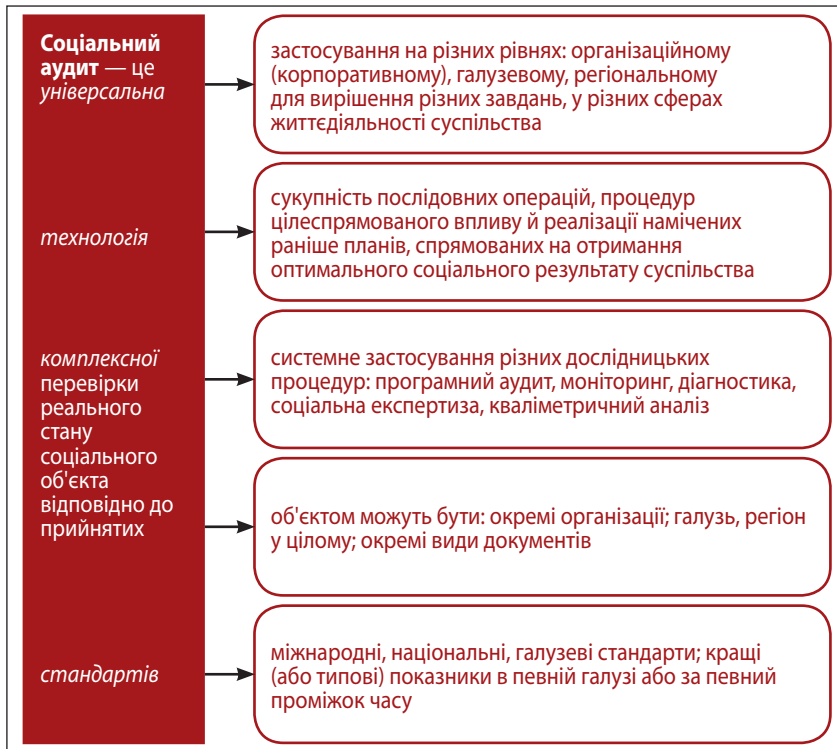 Соціальний
аудит — це
універсальна
застосування на різних рівнях: організаційному
(корпоративному), галузевому, регіональному
для вирішення різних завдань, у різних сферах
життєдіяльності суспільства
технологія
сукупність послідовних операцій, процедур
цілеспрямованого впливу й реалізації намічених
раніше планів, спрямованих на отримання
оптимального соціального результату суспільства
комплексної
перевірки
реального
стану
соціального
об'єкта
відповідно до
прийнятих
системне застосування різних дослідницьких
процедур: програмний аудит, моніторинг, діагностика,
соціальна експертиза, кваліметричний аналіз
об'єктом можуть бути: окремі організації; галузь, регіон
у цілому; окремі види документів
стандартів
міжнародні, національні, галузеві стандарти; кращі
(або типові) показники в певній галузі або за певний
проміжок часу